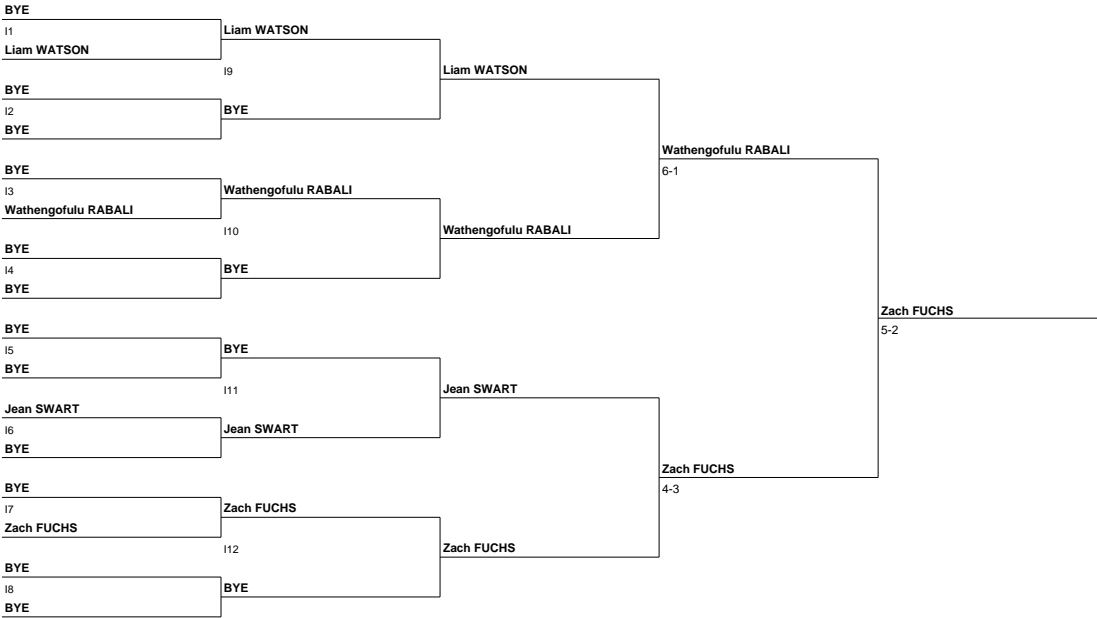 BYE
I1
Liam WATSON
Liam WATSON
I9
BYE
I2
BYE
BYE
Liam WATSON
BYE
I3
Wathengofulu RABALI
Wathengofulu RABALI
I10
BYE
I4
BYE
BYE
Wathengofulu RABALI
Wathengofulu RABALI
6-1
BYE
I5
BYE
BYE
I11
Jean SWART
I6
BYE
Jean SWART
Jean SWART
BYE
I7
Zach FUCHS
Zach FUCHS
I12
BYE
I8
BYE
BYE
Zach FUCHS
Zach FUCHS
4-3
Zach FUCHS
5-2